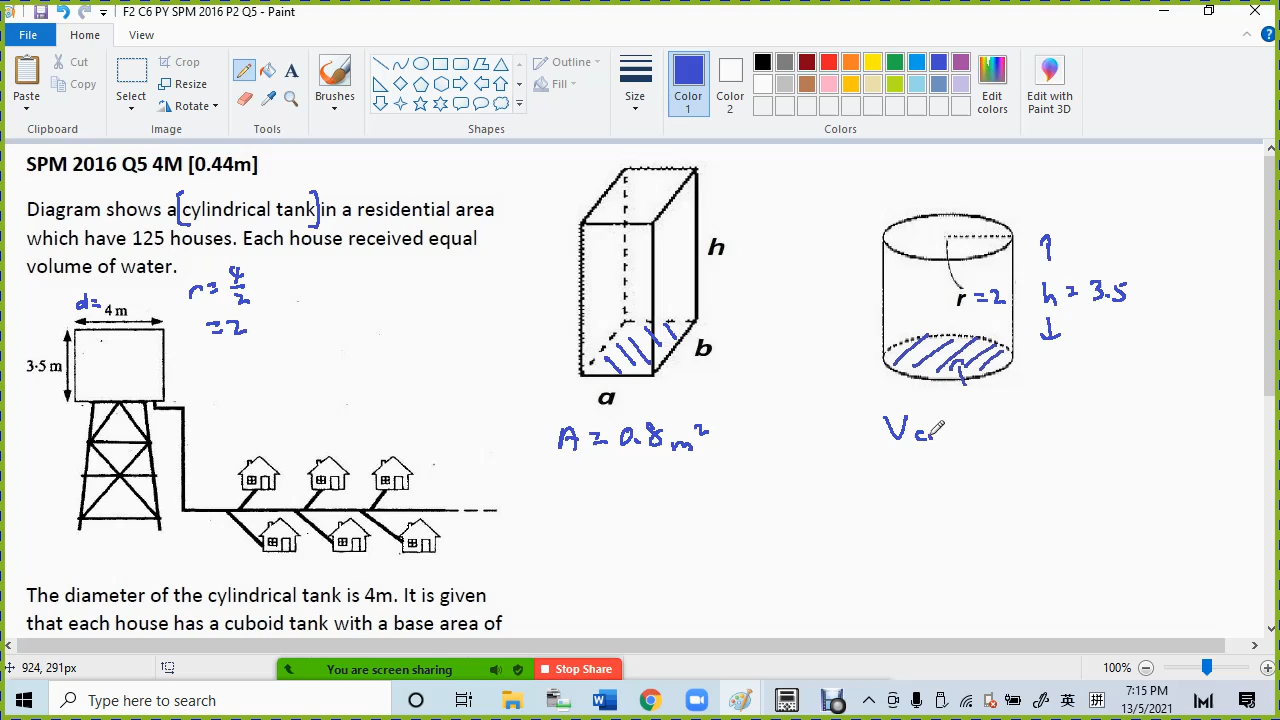 F2 C6 PY SPM 2016 P2 Q5 - Paint
File Home View
Paste
Cut
Copy
Clipboard
Select
Crop
Resize
Rotate
Image
A
Tools
Brushes
Shapes
Outline
Fill
Size
Color 1
Color 2
Colors
Edit colors
Edit with Paint 3D
SPM 2016 Q5 4M [0.44m]
Diagram shows a [cylindrical tank] in a residential area
which have 125 houses. Each house received equal
volume of water.
r = 4/2
= 2
d = 4 m
3·5 m
h
b
a
A = 0.8 m²
r = 2
h = 3.5
V c
The diameter of the cylindrical tank is 4m. It is given
that each house has a cuboid tank with a base area of
924, 291px
100%
You are screen sharing
Stop Share
Type here to search
英
拼
7:15 PM
13/5/2021